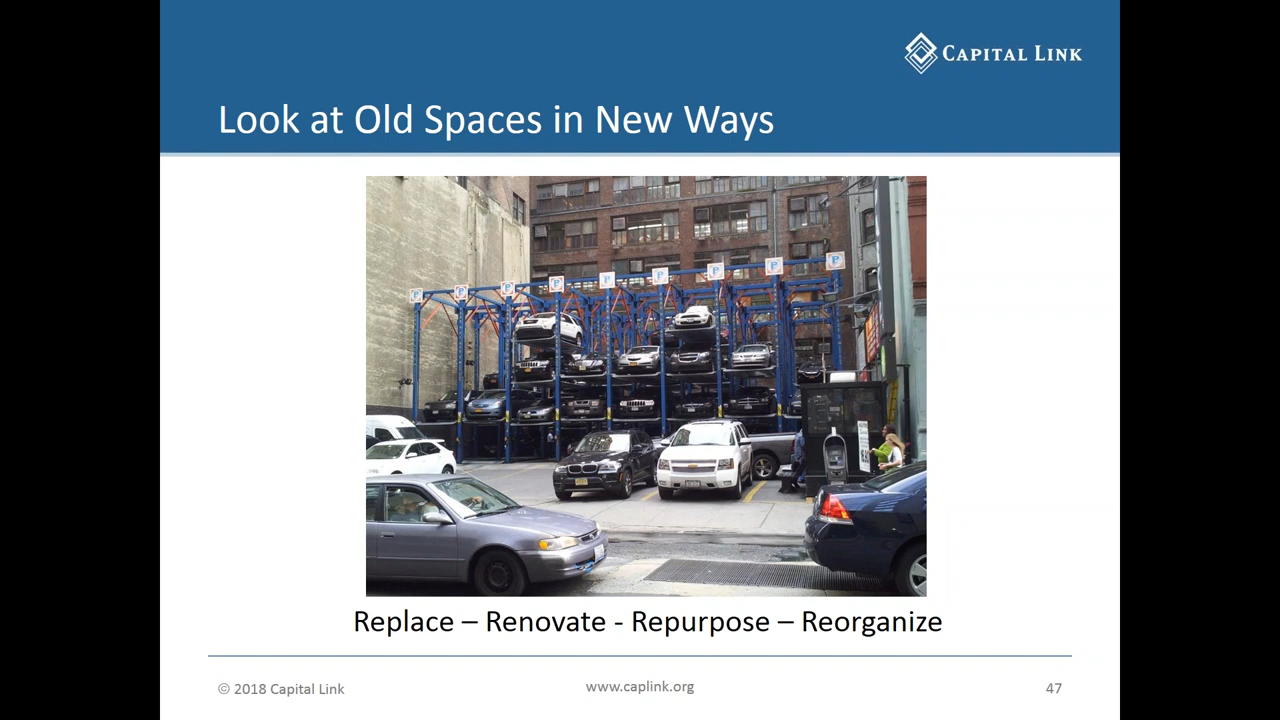 CAPITAL LINK
Look at Old Spaces in New Ways
P P P P P P P P P
Replace – Renovate - Repurpose – Reorganize
© 2018 Capital Link
www.caplink.org
47